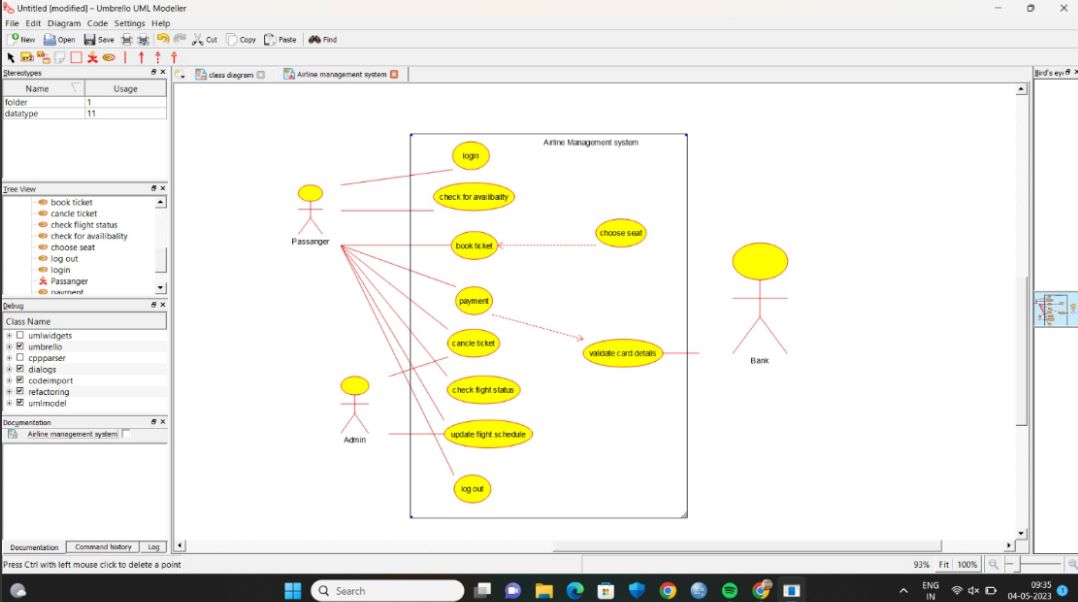 Untitled [modified] – Umbrello UML Modeller
File Edit Diagram Code Settings Help
New Open Save Cut Copy Paste Find
Stereotypes
Name Usage
folder 1
datatype 11
Tree View
book ticket
cancle ticket
check flight status
check for availibality
choose seat
log out
login
Passanger
payment
Debug
Class Name
umlwidgets
umbrello
cppparser
dialogs
codeimport
refactoring
umlmodel
Documentation
Airline management system
Documentation Command history Log
Press Ctrl with left mouse click to delete a point
class diagram Airline management system
Airline Management system
login
check for availibality
book ticket
choose seat
payment
cancle ticket
validate card details
check flight status
update flight schedule
log out
Passanger
Admin
Bank
Bird's eye
93% Fit 100%
Search
ENG
IN
09:35
04-05-2023
1